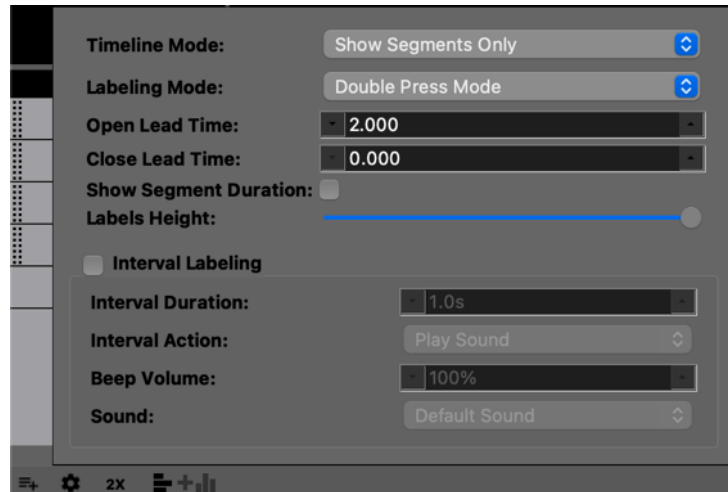 Timeline Mode: Show Segments Only
Labeling Mode: Double Press Mode
Open Lead Time: 2.000
Close Lead Time: 0.000
Show Segment Duration:
Labels Height:
Interval Labeling
Interval Duration: 1.0s
Interval Action: Play Sound
Beep Volume: 100%
Sound: Default Sound
2X